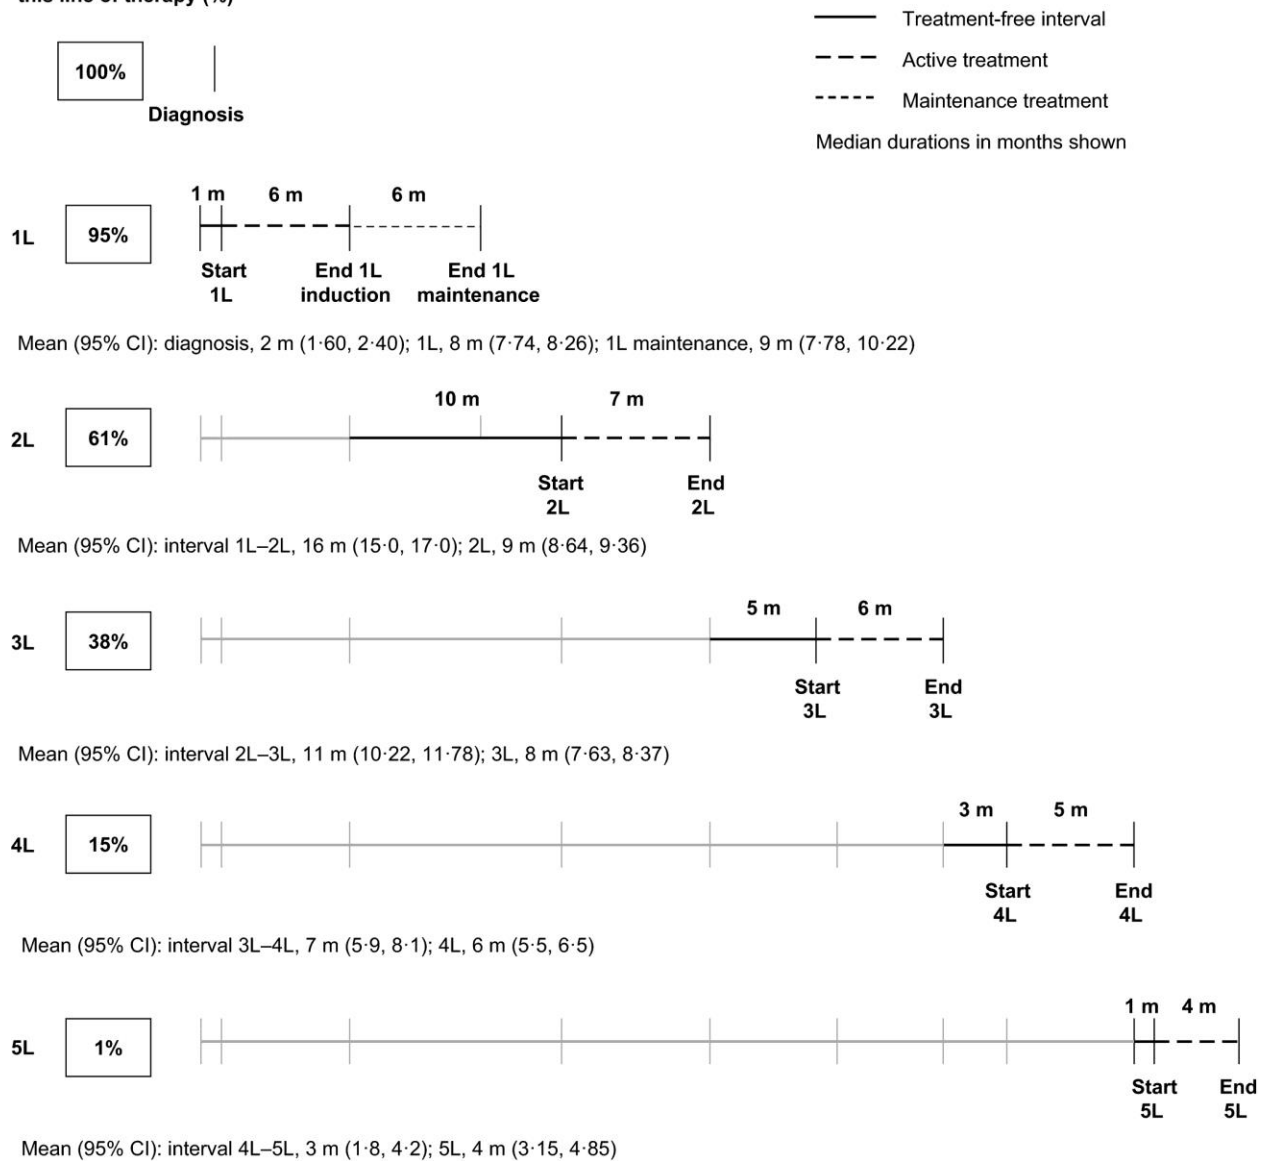 this line of therapy (%)
Treatment-free interval
Active treatment
Maintenance treatment
Median durations in months shown
100%
Diagnosis
1 m 6 m 6 m
1L 95%
Start End 1L End 1L
1L induction maintenance
Mean (95% CI): diagnosis, 2 m (1·60, 2·40); 1L, 8 m (7·74, 8·26); 1L maintenance, 9 m (7·78, 10·22)
10 m 7 m
2L 61%
Start End
2L 2L
Mean (95% CI): interval 1L–2L, 16 m (15·0, 17·0); 2L, 9 m (8·64, 9·36)
5 m 6 m
3L 38%
Start End
3L 3L
Mean (95% CI): interval 2L–3L, 11 m (10·22, 11·78); 3L, 8 m (7·63, 8·37)
3 m 5 m
4L 15%
Start End
4L 4L
Mean (95% CI): interval 3L–4L, 7 m (5·9, 8·1); 4L, 6 m (5·5, 6·5)
1 m 4 m
5L 1%
Start End
5L 5L
Mean (95% CI): interval 4L–5L, 3 m (1·8, 4·2); 5L, 4 m (3·15, 4·85)